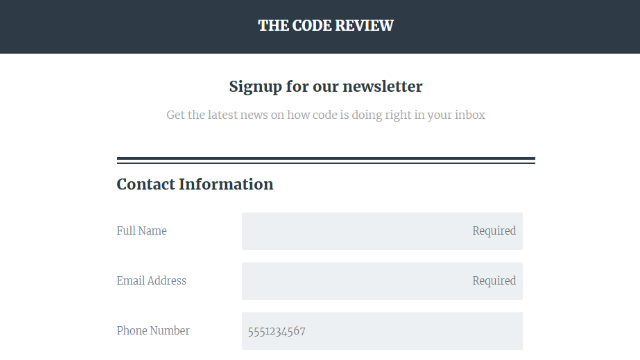 THE CODE REVIEW
Signup for our newsletter
Get the latest news on how code is doing right in your inbox
Contact Information
Full Name Required
Email Address Required
Phone Number 5551234567